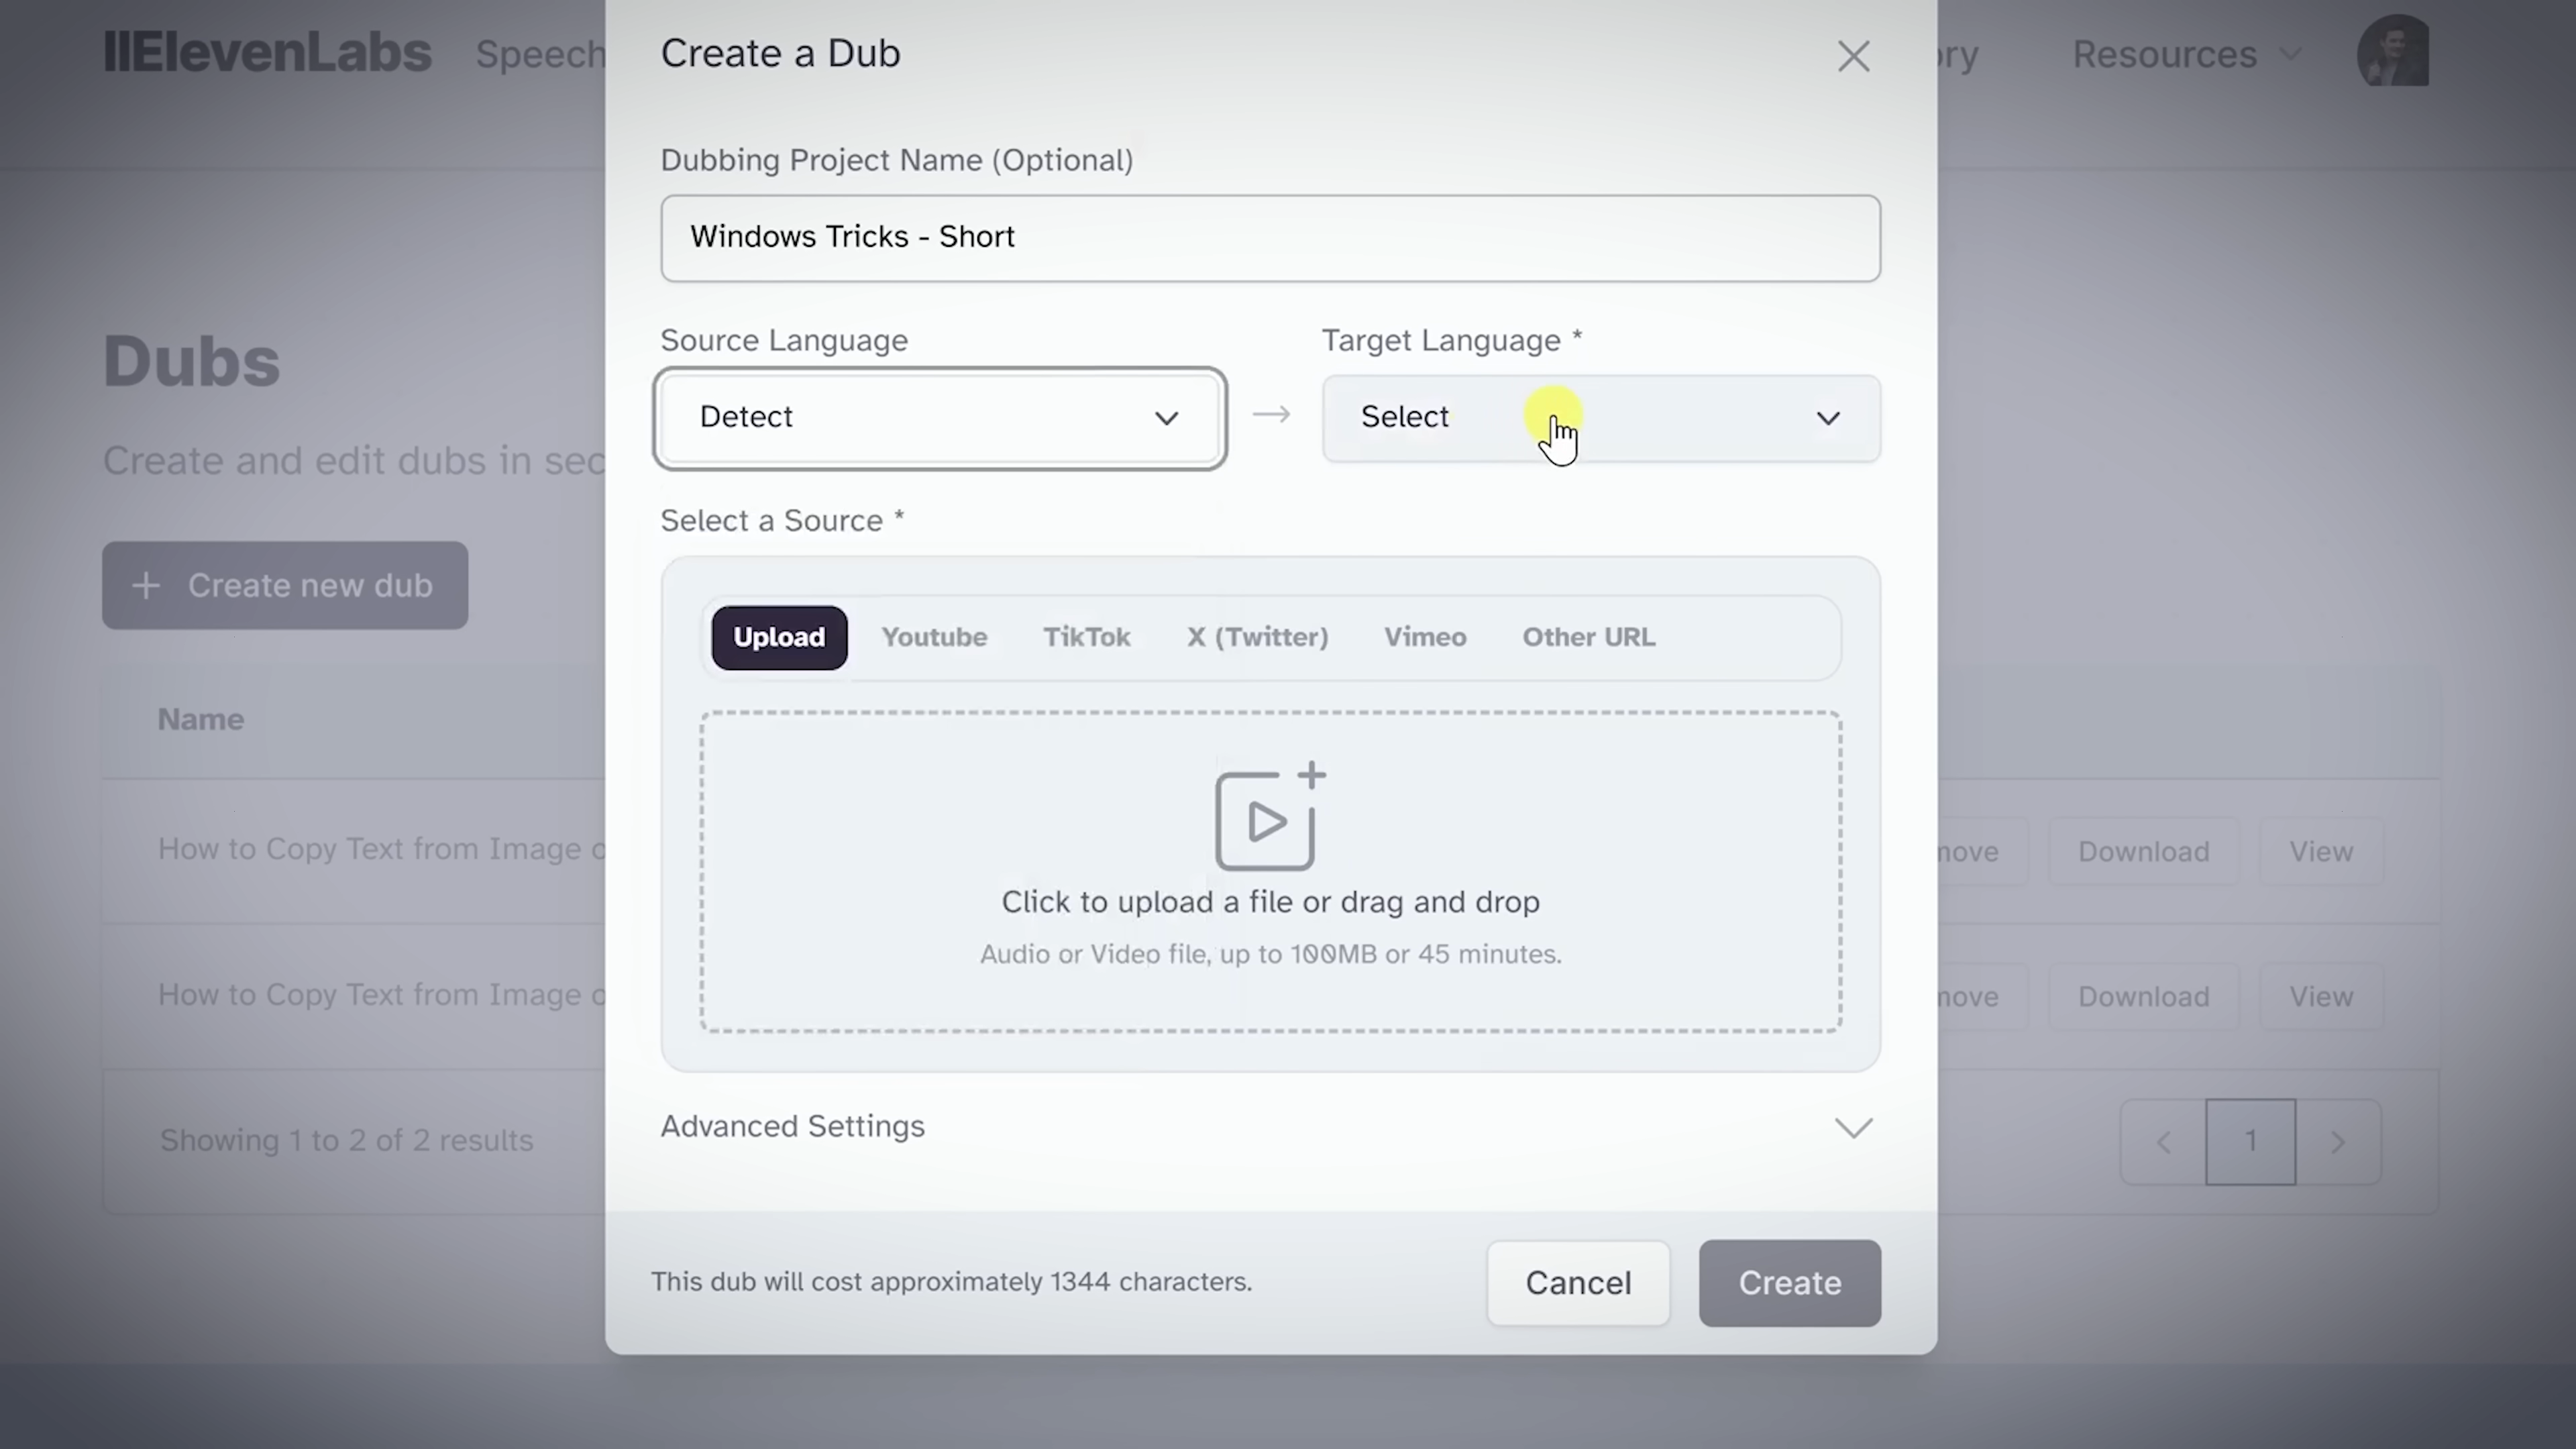 IIElevenLabs
Speech
Resources
Create a Dub
Dubbing Project Name (Optional)
Windows Tricks - Short
Source Language
Target Language *
Detect
Select
Select a Source *
Upload
Youtube
TikTok
X (Twitter)
Vimeo
Other URL
Click to upload a file or drag and drop
Audio or Video file, up to 100MB or 45 minutes.
Advanced Settings
This dub will cost approximately 1344 characters.
Cancel
Create
Dubs
Create and edit dubs in sec
+ Create new dub
Name
How to Copy Text from Image
Download
View
How to Copy Text from Image
Download
View
Showing 1 to 2 of 2 results
1